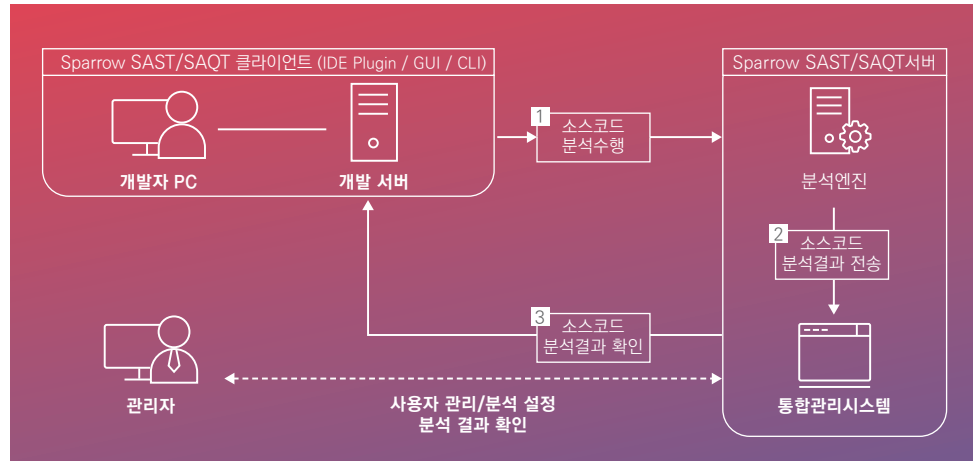 Sparrow SAST/SAQT 클라이언트 (IDE Plugin / GUI / CLI)
개발자 PC
개발 서버
1
소스코드
분석수행
Sparrow SAST/SAQT서버
분석엔진
2
소스코드
분석결과 전송
3
소스코드
분석결과 확인
관리자
사용자 관리/분석 설정
분석 결과 확인
통합관리시스템